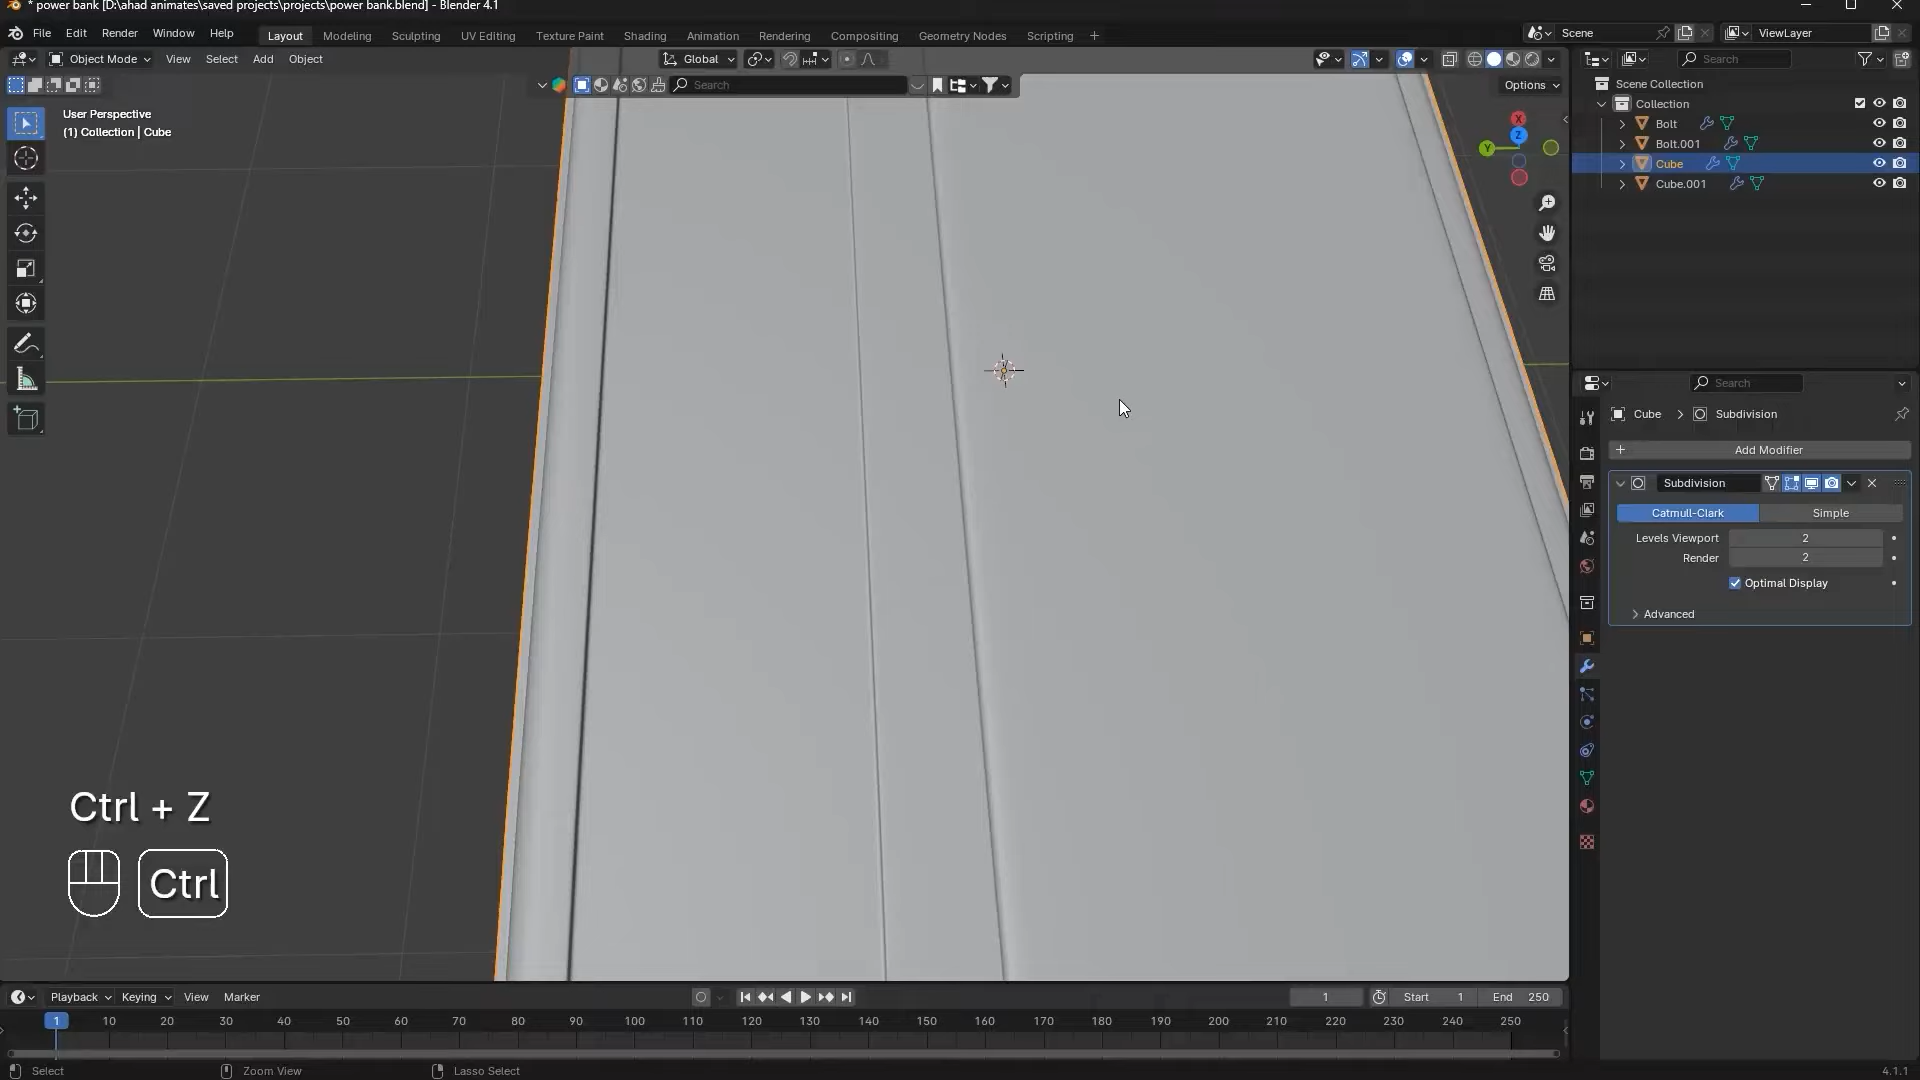 * power bank [D:\ahad animates\saved projects\projects\power bank.blend] - Blender 4.1
File Edit Render Window Help Layout Modeling Sculpting UV Editing Texture Paint Shading Animation Rendering Compositing Geometry Nodes Scripting + Scene ViewLayer
Object Mode View Select Add Object Global Search
Search Options
User Perspective
(1) Collection | Cube
X
Z
Y
Scene Collection
Collection
Bolt
Bolt.001
Cube
Cube.001
Search
Cube > Subdivision
+ Add Modifier
Subdivision
Catmull-Clark Simple
Levels Viewport 2
Render 2
Optimal Display
Advanced
Ctrl + Z
Ctrl
Playback Keying View Marker 1 Start 1 End 250
1 10 20 30 40 50 60 70 80 90 100 110 120 130 140 150 160 170 180 190 200 210 220 230 240 250
Select Zoom View Lasso Select 4.1.1